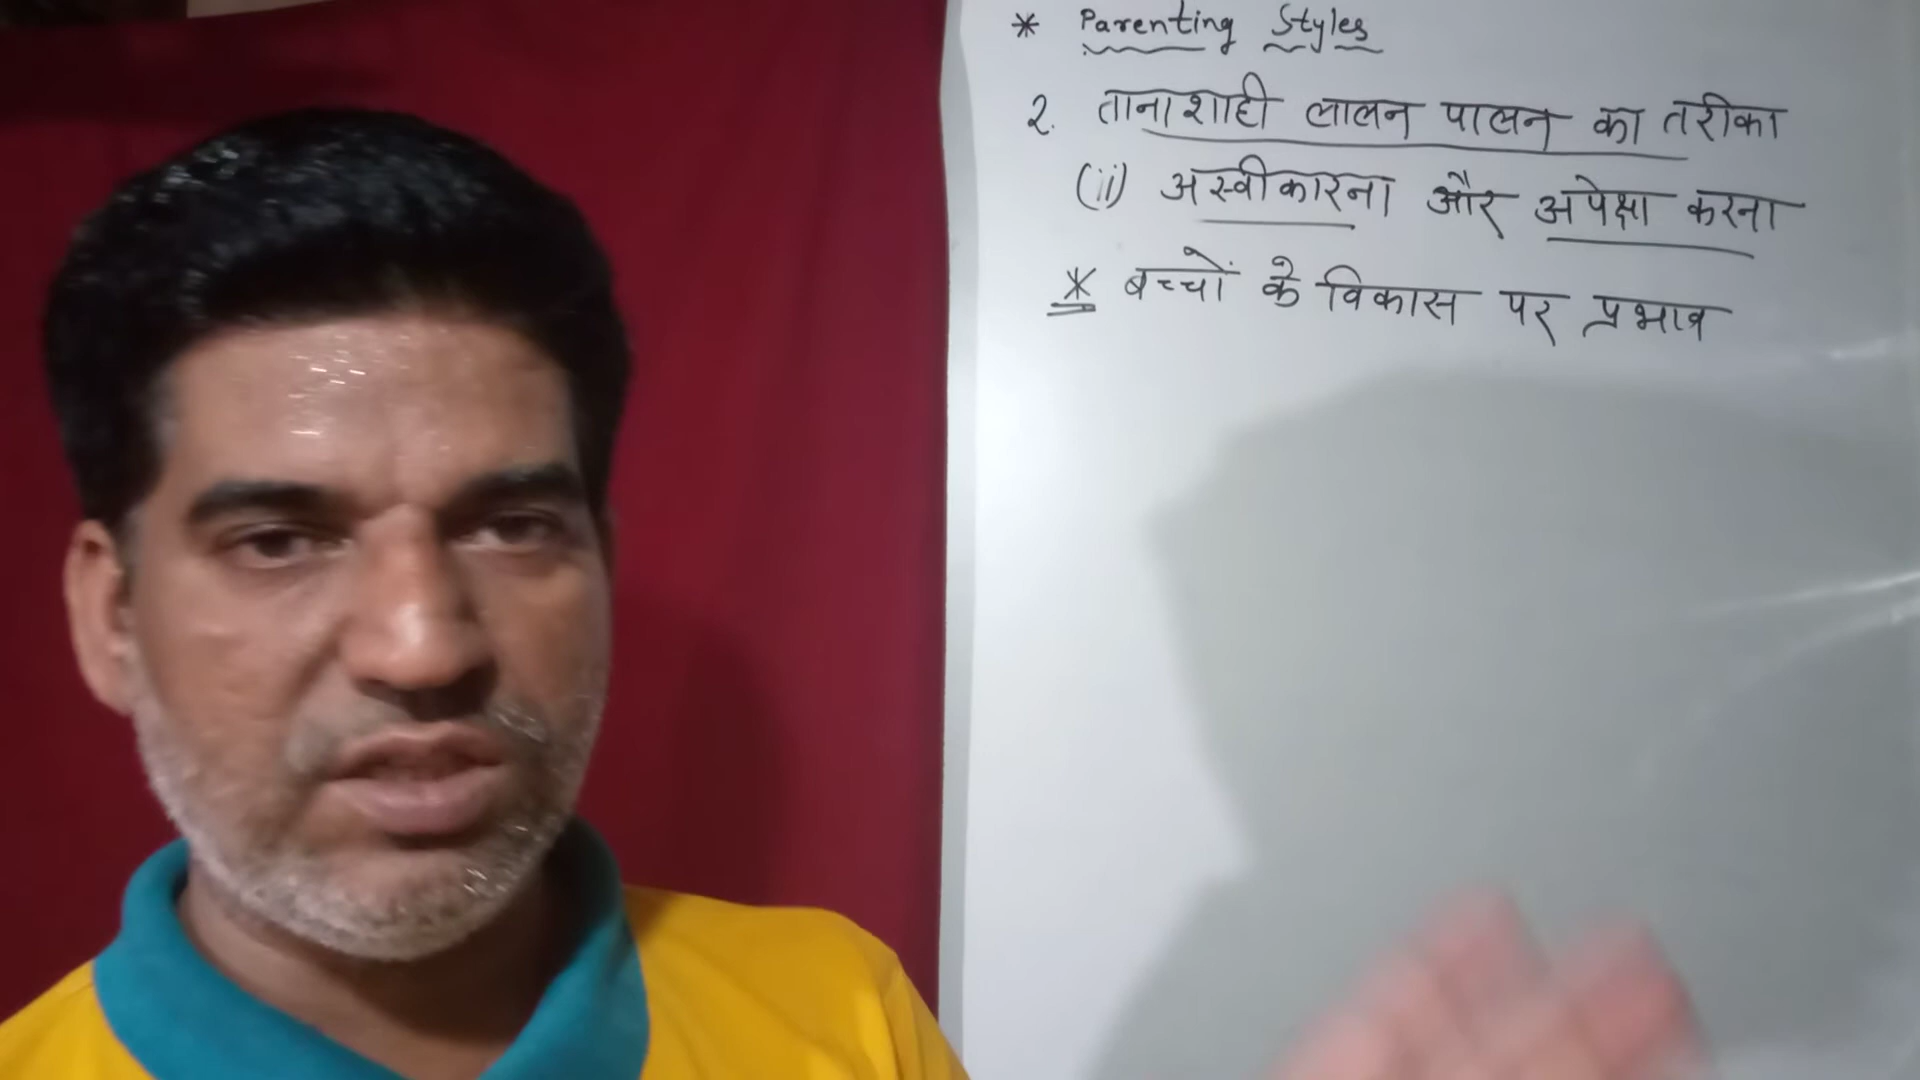 * Parenting Styles
2. तानाशाही लालन पालन का तरीका
(ii) अस्वीकारना और अपेक्षा करना
* बच्चों के विकास पर प्रभाव